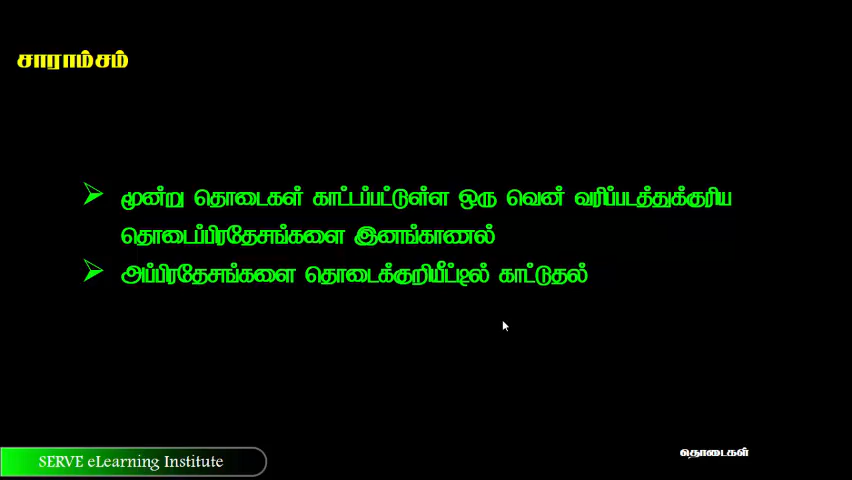 சாராம்சம்
➢ மூன்று தொடைகள் காட்டப்பட்டுள்ள ஒரு வென் வரிப்படத்துக்குரிய
தொடைப்பிரதேசங்களை இனங்காணல்
➢ அப்பிரதேசங்களை தொடைக்குறியீட்டில் காட்டுதல்
SERVE eLearning Institute
தொடைகள்